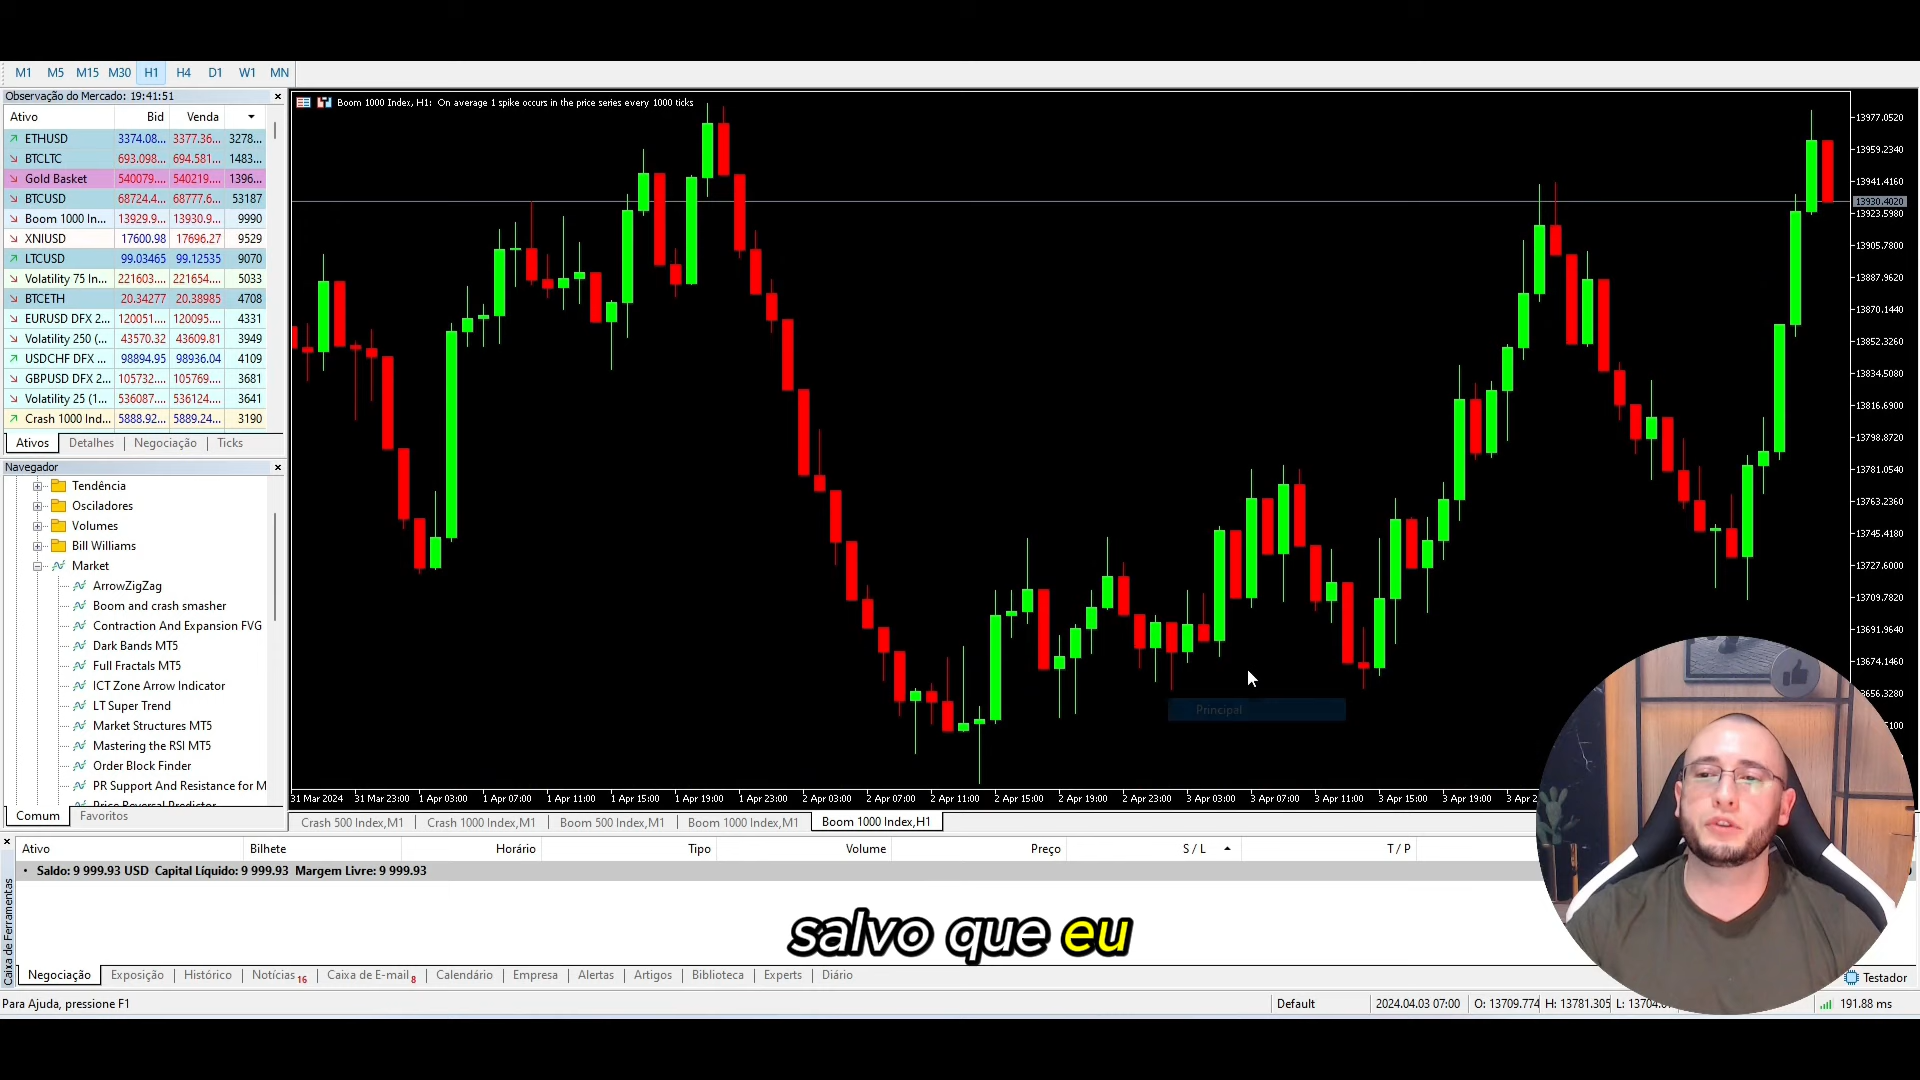 M1 M5 M15 M30 H1 H4 D1 W1 MN
Observação do Mercado: 19:41:51
Ativo Bid Venda
ETHUSD 3374.08... 3377.36... 3278...
BTCLTC 693.098... 694.581... 1483...
Gold Basket 540079.... 540219.... 1396...
BTCUSD 68724.4... 68777.6... 53187
Boom 1000 In... 13929.9... 13930.9... 9990
XNIUSD 17600.98 17696.27 9529
LTCUSD 99.03465 99.12535 9070
Volatility 75 In... 221603.... 221654.... 5033
BTCETH 20.34277 20.38985 4708
EURUSD DFX 2... 120051.... 120095.... 4331
Volatility 250 (... 43570.32 43609.81 3949
USDCHF DFX ... 98894.95 98936.04 4109
GBPUSD DFX 2... 105732.... 105769.... 3681
Volatility 25 (1... 536087.... 536124.... 3641
Crash 1000 Ind... 5888.92... 5889.24... 3190
Ativos Detalhes Negociação Ticks
Navegador
Tendência
Osciladores
Volumes
Bill Williams
Market
ArrowZigZag
Boom and crash smasher
Contraction And Expansion FVG
Dark Bands MT5
Full Fractals MT5
ICT Zone Arrow Indicator
LT Super Trend
Market Structures MT5
Mastering the RSI MT5
Order Block Finder
PR Support And Resistance for M
Price Reversal Predictor
Comum Favoritos
Boom 1000 Index, H1: On average 1 spike occurs in the price series every 1000 ticks
13977.0520
13959.2340
13941.4160
13930.4020
13923.5980
13905.7800
13887.9620
13870.1440
13852.3260
13834.5080
13816.6900
13798.8720
13781.0540
13763.2360
13745.4180
13727.6000
13709.7820
13691.9640
13674.1460
13656.3280
Principal
31 Mar 2024 31 Mar 23:00 1 Apr 03:00 1 Apr 07:00 1 Apr 11:00 1 Apr 15:00 1 Apr 19:00 1 Apr 23:00 2 Apr 03:00 2 Apr 07:00 2 Apr 11:00 2 Apr 15:00 2 Apr 19:00 2 Apr 23:00 3 Apr 03:00 3 Apr 07:00 3 Apr 11:00 3 Apr 15:00 3 Apr 19:00
Crash 500 Index,M1 Crash 1000 Index,M1 Boom 500 Index,M1 Boom 1000 Index,M1 Boom 1000 Index,H1
Ativo Bilhete Horário Tipo Volume Preço S / L T / P
Saldo: 9 999.93 USD Capital Líquido: 9 999.93 Margem Livre: 9 999.93
salvo que eu
Caixa de Ferramentas
Negociação Exposição Histórico Notícias 16 Caixa de E-mail 8 Calendário Empresa Alertas Artigos Biblioteca Experts Diário
Testador
Para Ajuda, pressione F1 Default 2024.04.03 07:00 O: 13709.774 H: 13781.305 191.88 ms